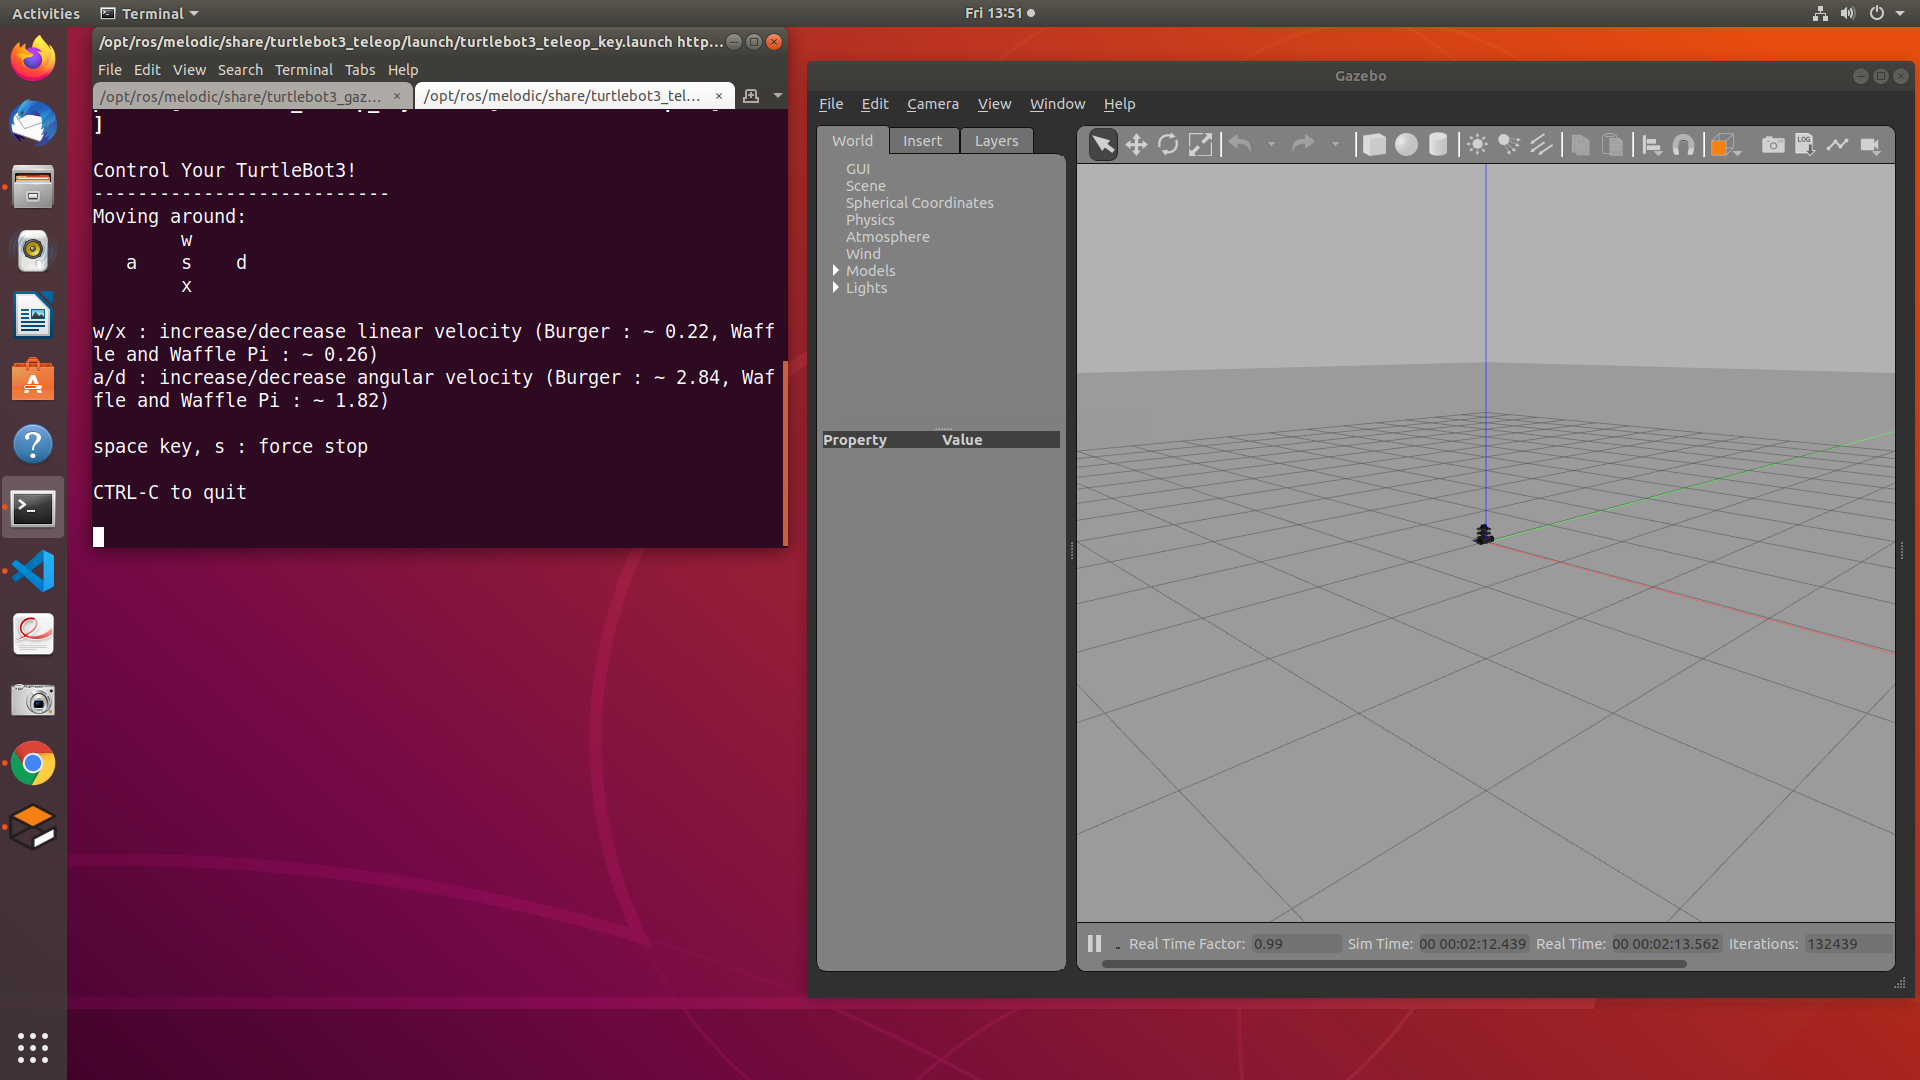 Activities
Terminal
Fri 13:51
/opt/ros/melodic/share/turtlebot3_teleop/launch/turtlebot3_teleop_key.launch http...
File Edit View Search Terminal Tabs Help
/opt/ros/melodic/share/turtlebot3_gaz...
/opt/ros/melodic/share/turtlebot3_tel...
]
Control Your TurtleBot3!
---------------------------
Moving around:
w
a s d
x
w/x : increase/decrease linear velocity (Burger : ~ 0.22, Waff
le and Waffle Pi : ~ 0.26)
a/d : increase/decrease angular velocity (Burger : ~ 2.84, Waf
fle and Waffle Pi : ~ 1.82)
space key, s : force stop
CTRL-C to quit
Gazebo
File Edit Camera View Window Help
World Insert Layers
GUI
Scene
Spherical Coordinates
Physics
Atmosphere
Wind
Models
Lights
Property Value
LOG
Real Time Factor: 0.99 Sim Time: 00 00:02:12.439 Real Time: 00 00:02:13.562 Iterations: 132439